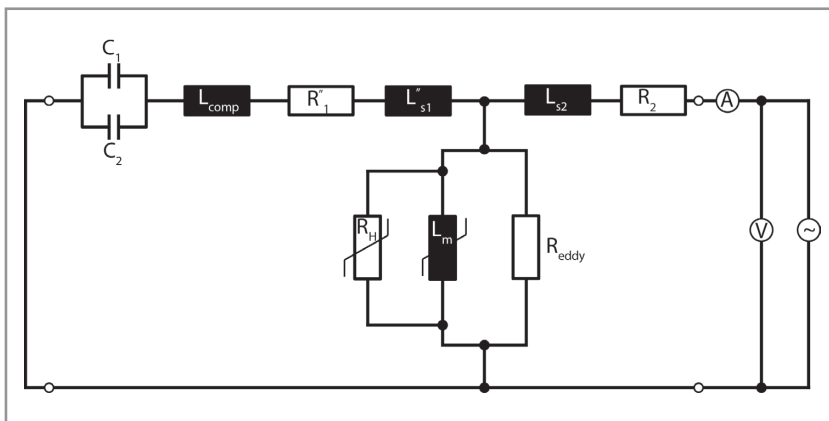 C1
C2
Lcomp
R"1
L"s1
Ls2
R2
A
RH
Lm
Reddy
V
~